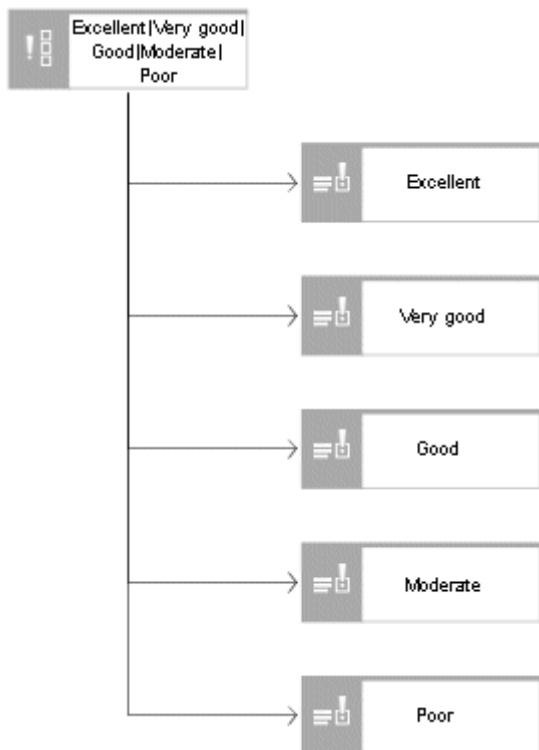 Excellent|Very good|
Good|Moderate|
Poor
Excellent
Very good
Good
Moderate
Poor